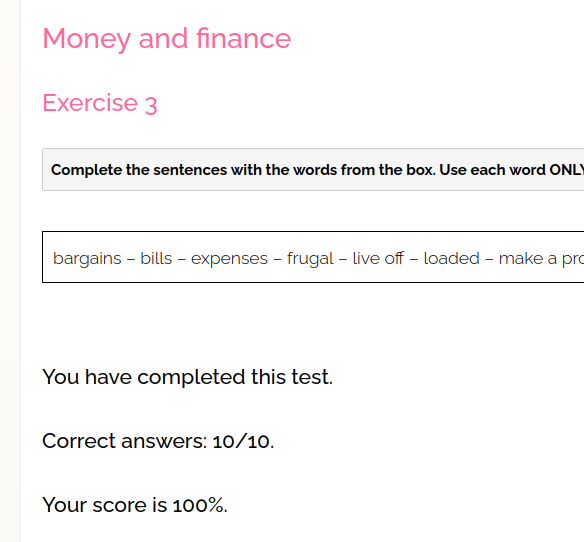 Money and finance
Exercise 3
Complete the sentences with the words from the box. Use each word ONLY
bargains – bills – expenses – frugal – live off – loaded – make a pro
You have completed this test.
Correct answers: 10/10.
Your score is 100%.